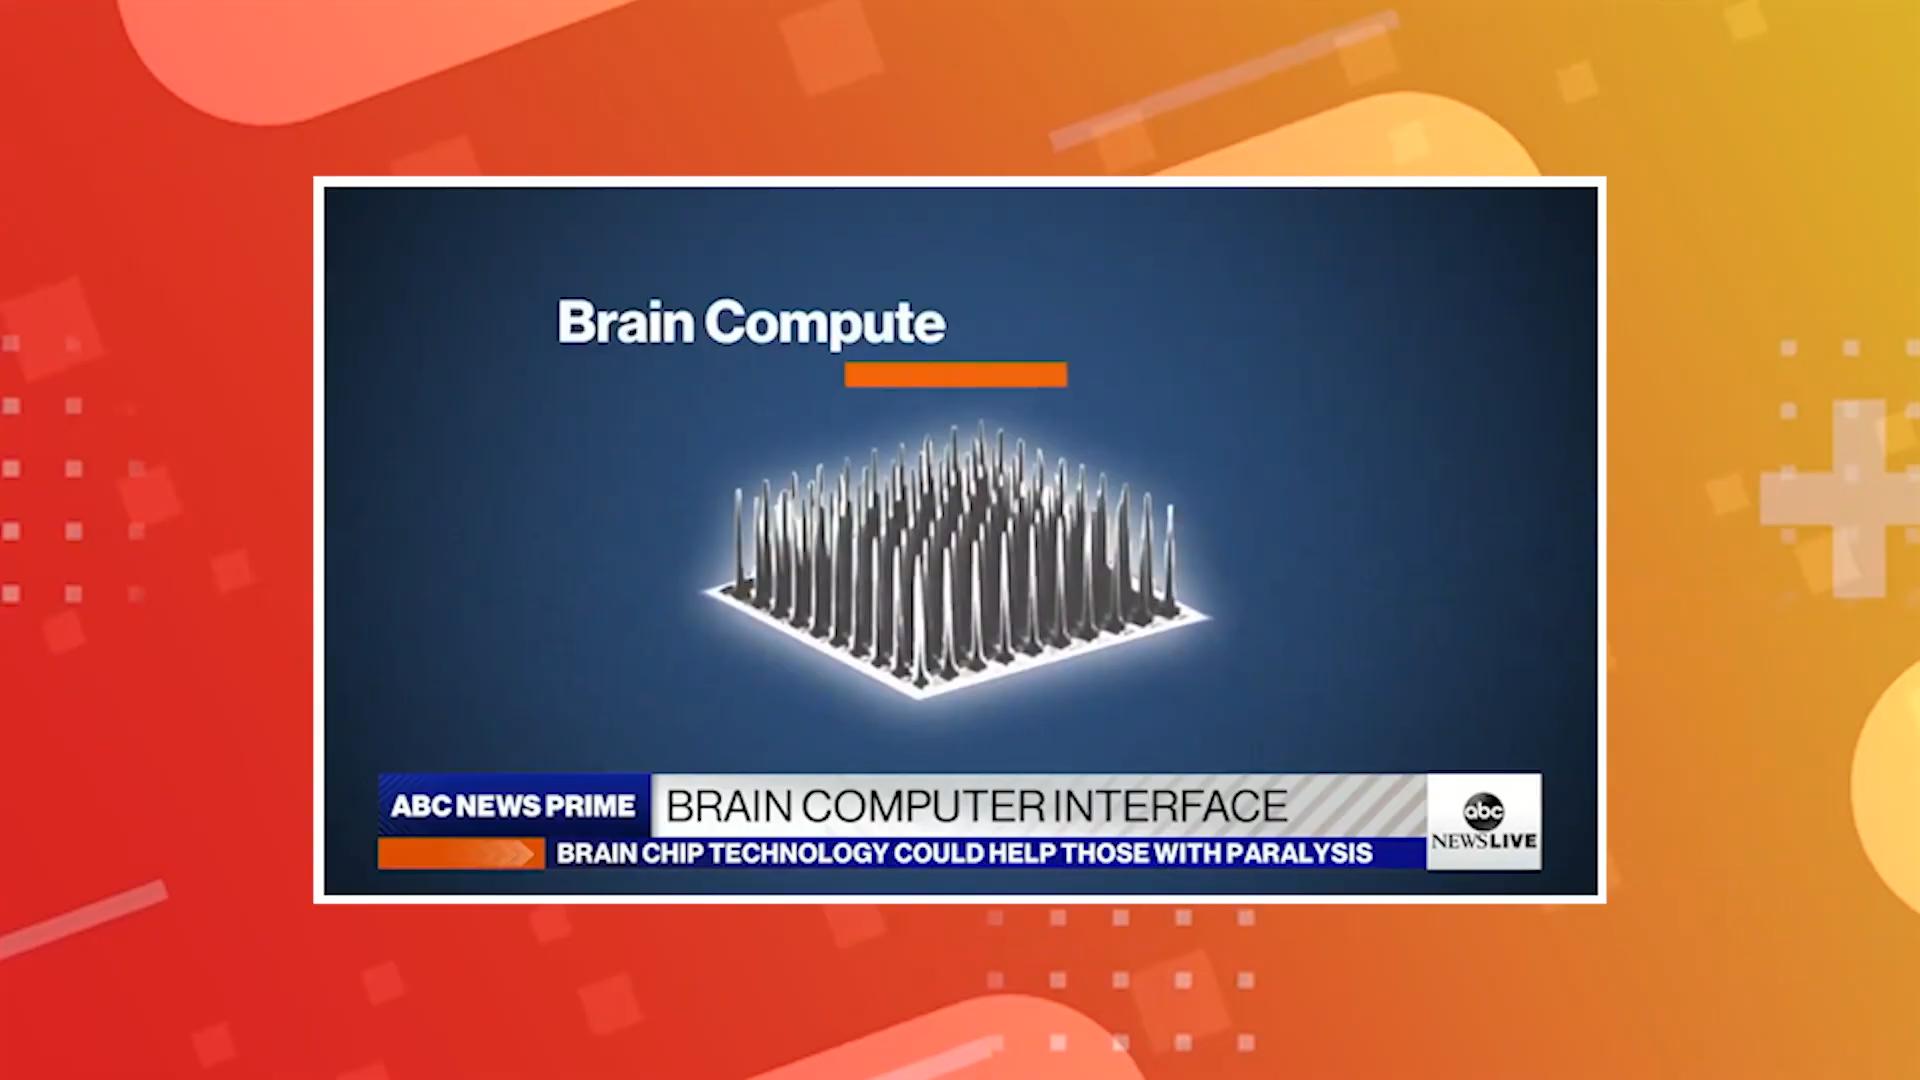 Brain Compute
ABC NEWS PRIME
BRAIN COMPUTER INTERFACE
BRAIN CHIP TECHNOLOGY COULD HELP THOSE WITH PARALYSIS
abc
NEWS LIVE